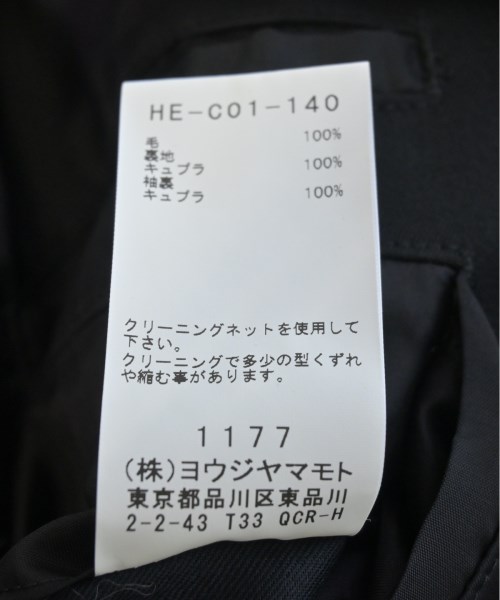 HE-C01-140
毛 100%
裏地
キュプラ 100%
袖裏
キュプラ 100%
クリーニングネットを使用して
下さい。
クリーニングで多少の型くずれ
や縮む事があります。
1177
(株)ヨウジヤマモト
東京都品川区東品川
2-2-43 T33 QCR-H